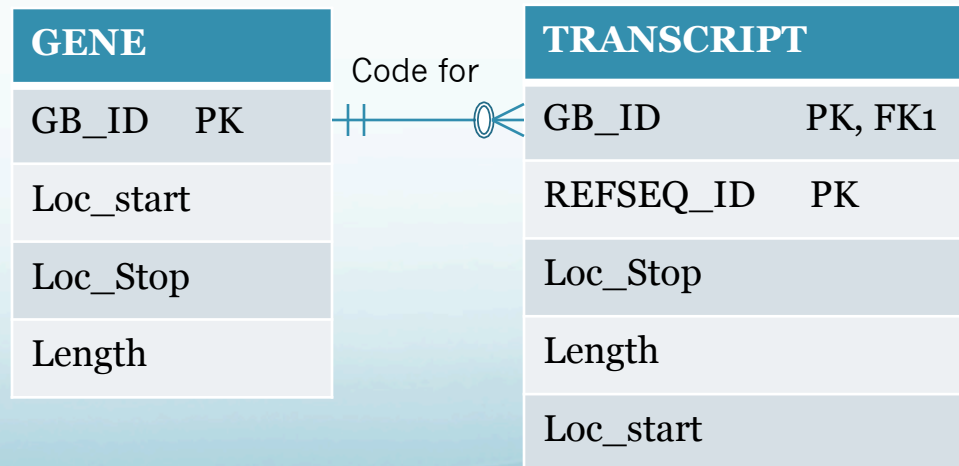 GENE
GB_ID PK
Loc_start
Loc_Stop
Length
Code for
TRANSCRIPT
GB_ID PK, FK1
REFSEQ_ID PK
Loc_Stop
Length
Loc_start